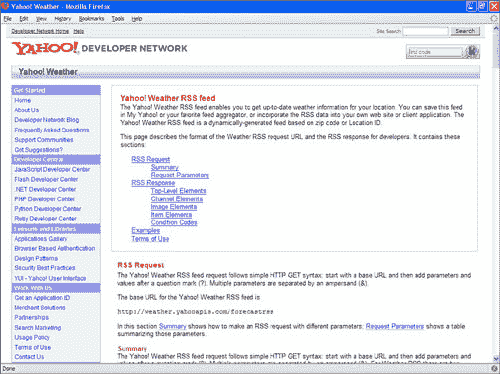 Yahoo! Weather - Mozilla Firefox
File Edit View History Bookmarks Tools Help
Developer Network Home Help
Site Search Search
YAHOO! DEVELOPER NETWORK
Yahoo! Weather
Get Started
Home
About Us
Developer Network Blog
Frequently Asked Questions
Support Communities
Got Suggestions?
Developer Central
JavaScript Developer Center
Flash Developer Center
.NET Developer Center
PHP Developer Center
Python Developer Center
Ruby Developer Center
Applications Gallery
Browser Based Authentication
Design Patterns
Security Best Practices
YUI - Yahoo! User Interface
Work With Us
Get an Application ID
Merchant Solutions
Partnerships
Search Marketing
Usage Policy
Terms of Use
Contact Us
Yahoo! Weather RSS feed
The Yahoo! Weather RSS feed enables you to get up-to-date weather information for your location. You can save this feed
in My Yahoo! or your favorite feed aggregator, or incorporate the RSS data into your own web site or client application. The
Yahoo! Weather RSS feed is a dynamically-generated feed based on zip code or Location ID.
This page describes the format of the Weather RSS request URL and the RSS response for developers. It contains these
sections:
RSS Request
Summary
Request Parameters
RSS Response
Top-Level Elements
Channel Elements
Image Elements
Item Elements
Condition Codes
Examples
Terms of Use
RSS Request
The Yahoo! Weather RSS feed request follows simple HTTP GET syntax: start with a base URL and then add parameters and
values after a question mark (?). Multiple parameters are separated by an ampersand (&).
The base URL for the Yahoo! Weather RSS feed is
http://weather.yahooapis.com/forecastrss
In this section Summary shows how to make an RSS request with different parameters. Request Parameters shows a table
summarizing those parameters.
Summary
The Yahoo! Weather RSS feed request follows simple HTTP GET syntax: start with a base URL and then add parameters and
Done